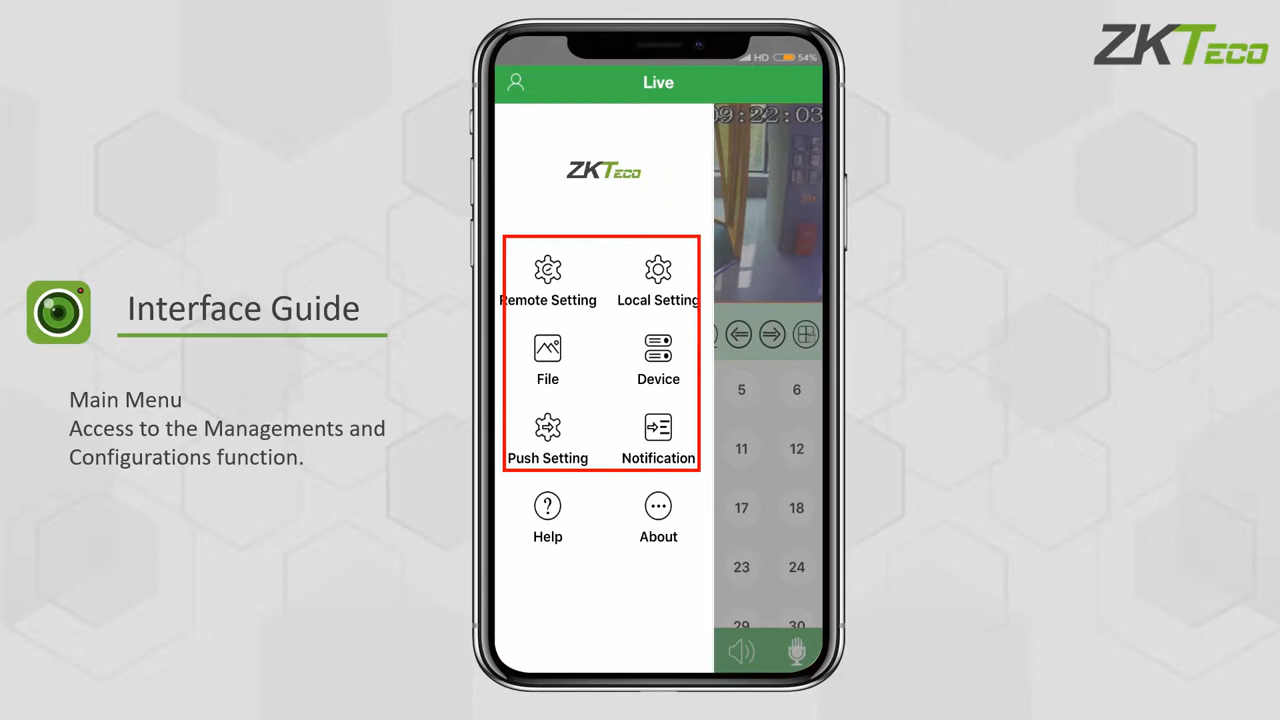 ZKTECO
HD 54%
Live
09:22:03
ZKTECO
Remote Setting Local Setting
File Device
Push Setting Notification
Help About
5 6
11 12
17 18
23 24
29 30
Interface Guide
Main Menu
Access to the Managements and
Configurations function.